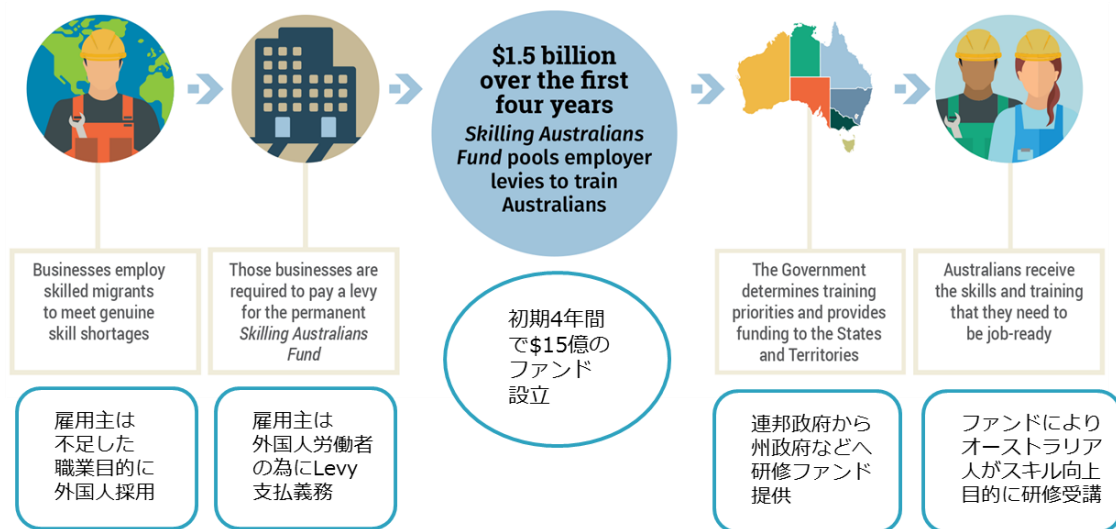 $1.5 billion
over the first
four years
Skilling Australians
Fund pools employer
levies to train
Australians
Businesses employ
skilled migrants
to meet genuine
skill shortages
Those businesses are
required to pay a levy
for the permanent
Skilling Australians
Fund
The Government
determines training
priorities and provides
funding to the States
and Territories
Australians receive
the skills and training
that they need to
be job-ready
雇用主は
不足した
職業目的に
外国人採用
雇用主は
外国人労働者
の為にLevy
支払義務
初期4年間
で$15億の
ファンド
設立
連邦政府から
州政府などへ
研修ファンド
提供
ファンドにより
オーストラリア
人がスキル向上
目的に研修受講